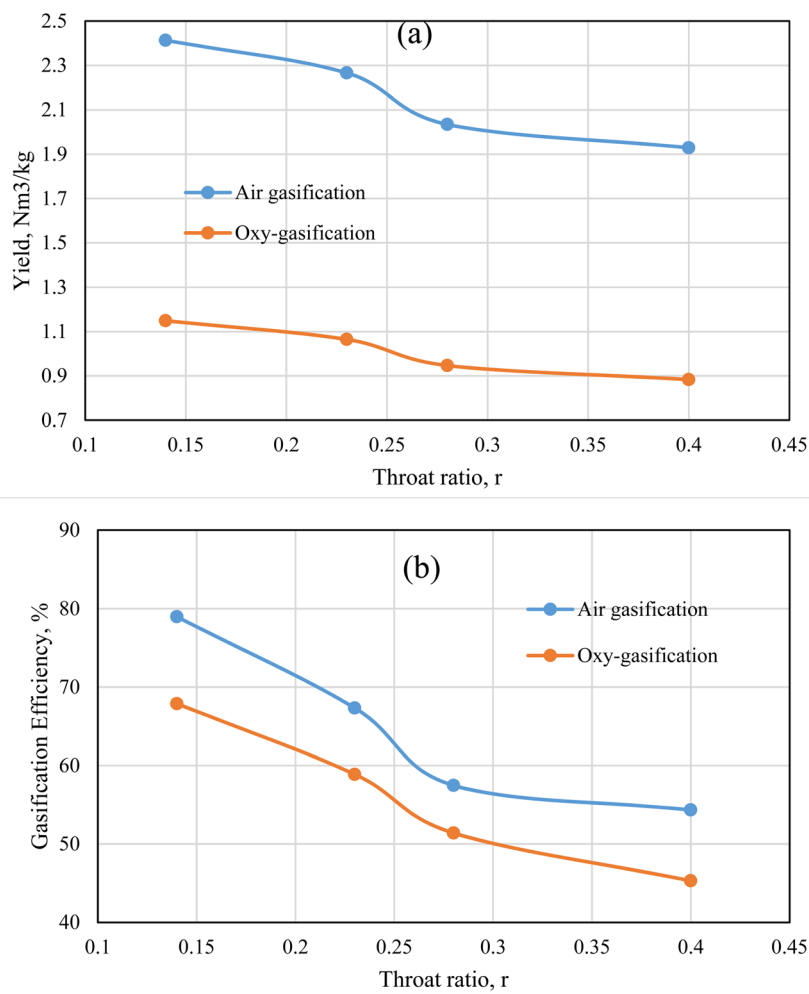 (a)
2.5
2.3
2.1
1.9
1.7
1.5
1.3
1.1
0.9
0.7
Yield, Nm3/kg
Air gasification
Oxy-gasification
0.1 0.15 0.2 0.25 0.3 0.35 0.4 0.45
Throat ratio, r
(b)
90
80
70
60
50
40
Gasification Efficiency, %
Air gasification
Oxy-gasification
0.1 0.15 0.2 0.25 0.3 0.35 0.4 0.45
Throat ratio, r